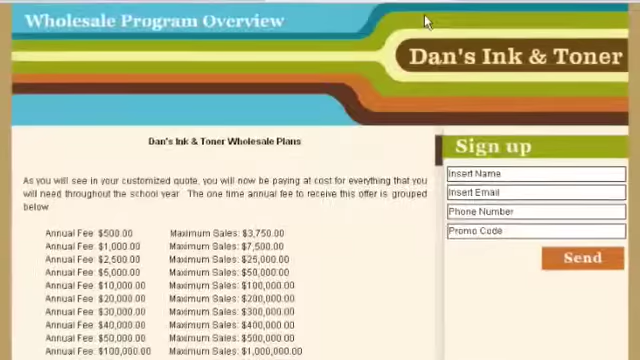 Wholesale Program Overview
Dan's Ink & Toner
Dan's Ink & Toner Wholesale Plans
As you will see in your customized quote, you will now be paying at cost for everything that you
will need throughout the school year. The one time annual fee to receive this offer is grouped
below.
Annual Fee: $500.00 Maximum Sales: $3,750.00
Annual Fee: $1,000.00 Maximum Sales: $7,500.00
Annual Fee: $2,500.00 Maximum Sales: $25,000.00
Annual Fee: $5,000.00 Maximum Sales: $50,000.00
Annual Fee: $10,000.00 Maximum Sales: $100,000.00
Annual Fee: $20,000.00 Maximum Sales: $200,000.00
Annual Fee: $30,000.00 Maximum Sales: $300,000.00
Annual Fee: $40,000.00 Maximum Sales: $400,000.00
Annual Fee: $50,000.00 Maximum Sales: $500,000.00
Annual Fee: $100,000.00 Maximum Sales: $1,000,000.00
Sign up
Insert Name
Insert Email
Phone Number
Promo Code
Send